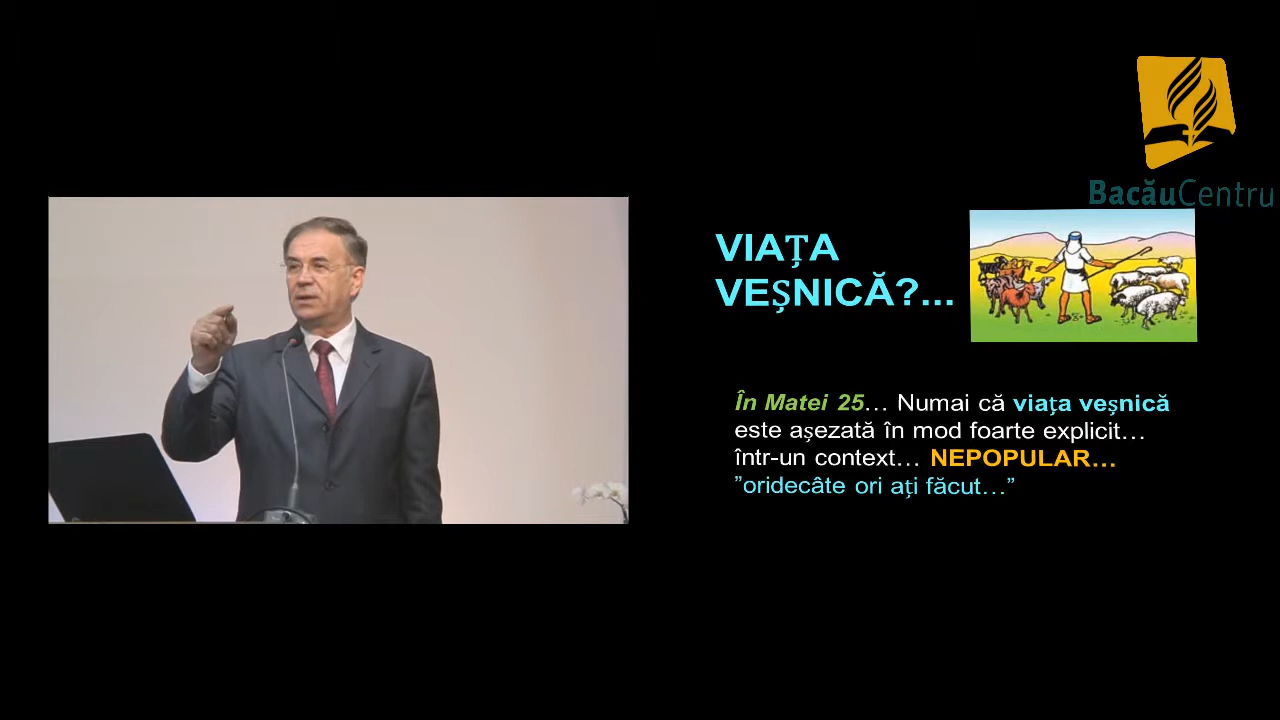 BacăuCentru
VIAȚA
VEȘNICĂ?...
În Matei 25… Numai că viața veșnică
este așezată în mod foarte explicit…
într-un context… NEPOPULAR…
”oridecâte ori ați făcut…”